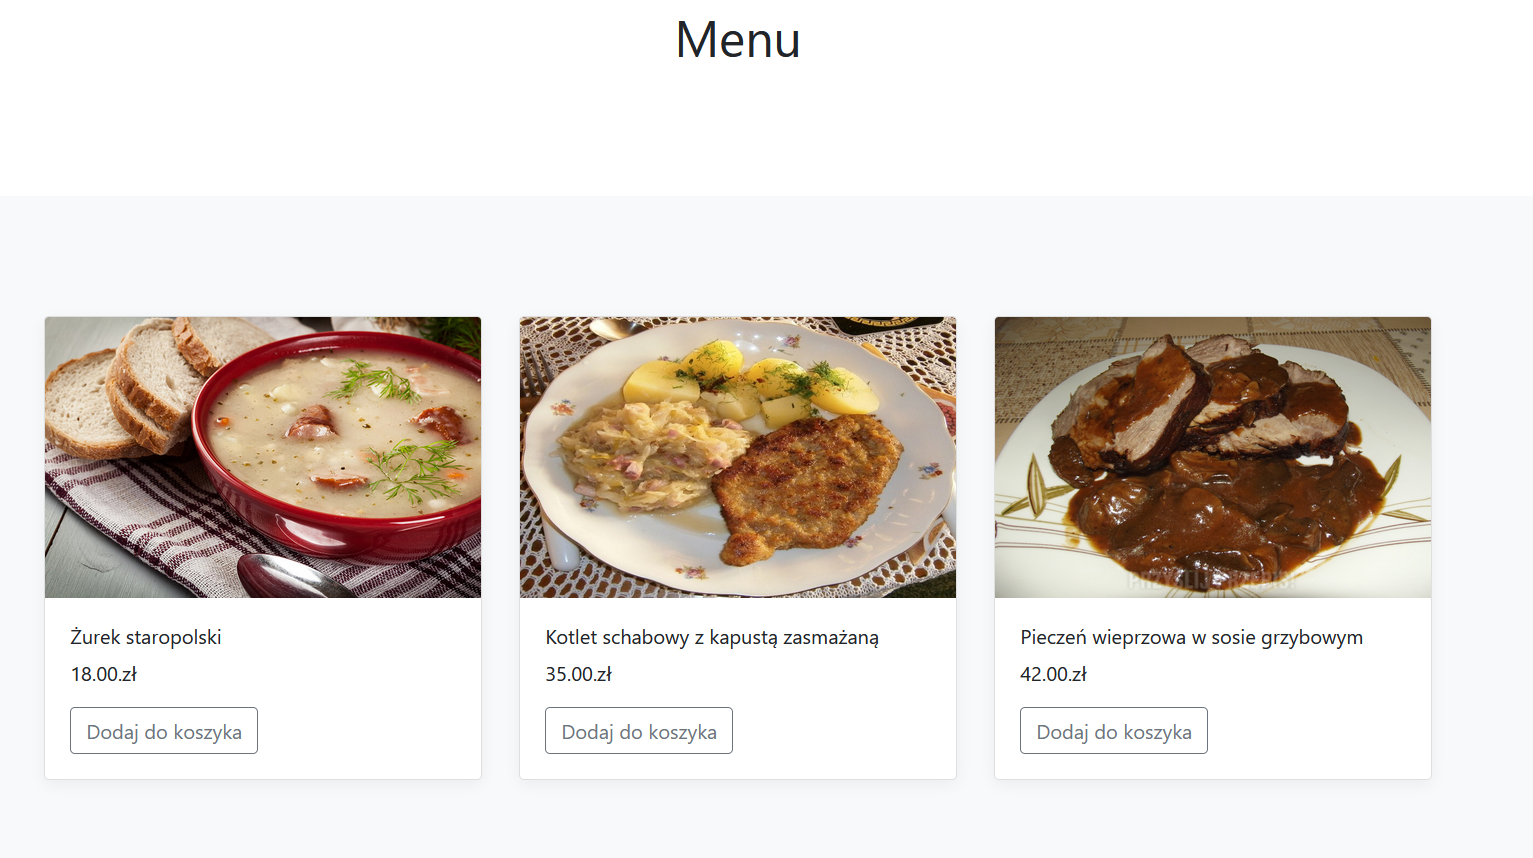 Menu
Żurek staropolski
18.00.zł
Dodaj do koszyka
Kotlet schabowy z kapustą zasmażaną
35.00.zł
Dodaj do koszyka
Pieczeń wieprzowa w sosie grzybowym
42.00.zł
Dodaj do koszyka